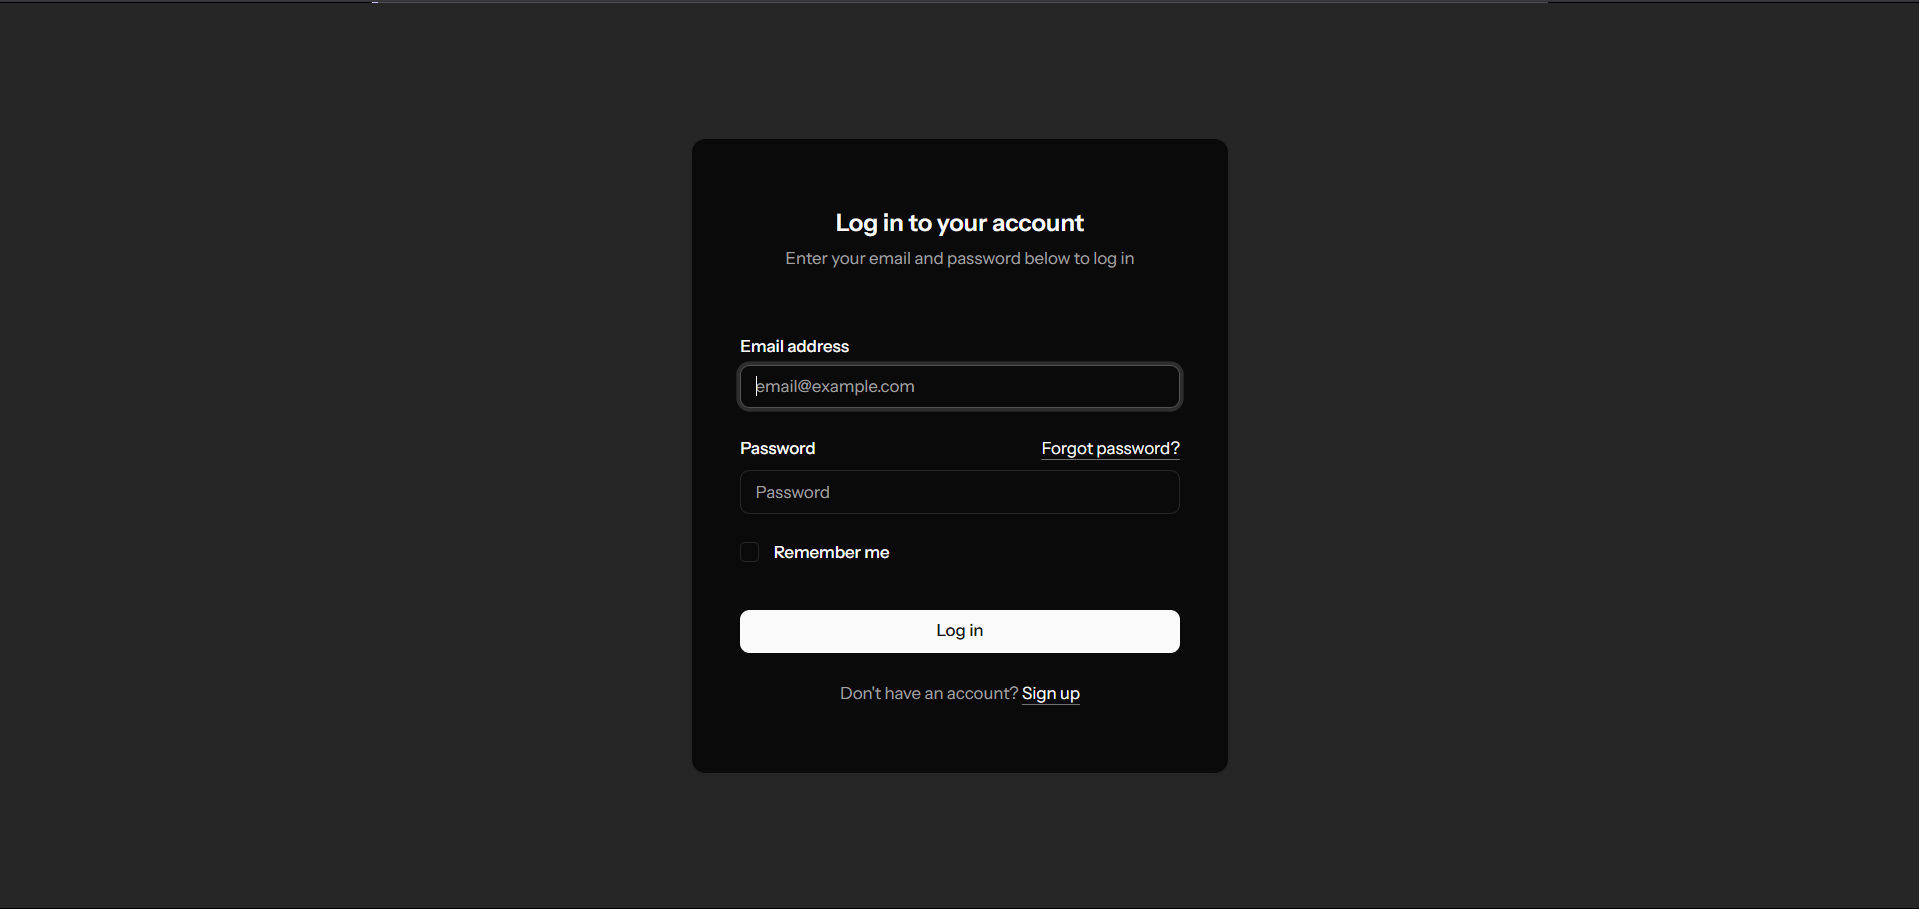 Log in to your account
Enter your email and password below to log in
Email address
email@example.com
Password Forgot password?
Password
Remember me
Log in
Don't have an account? Sign up